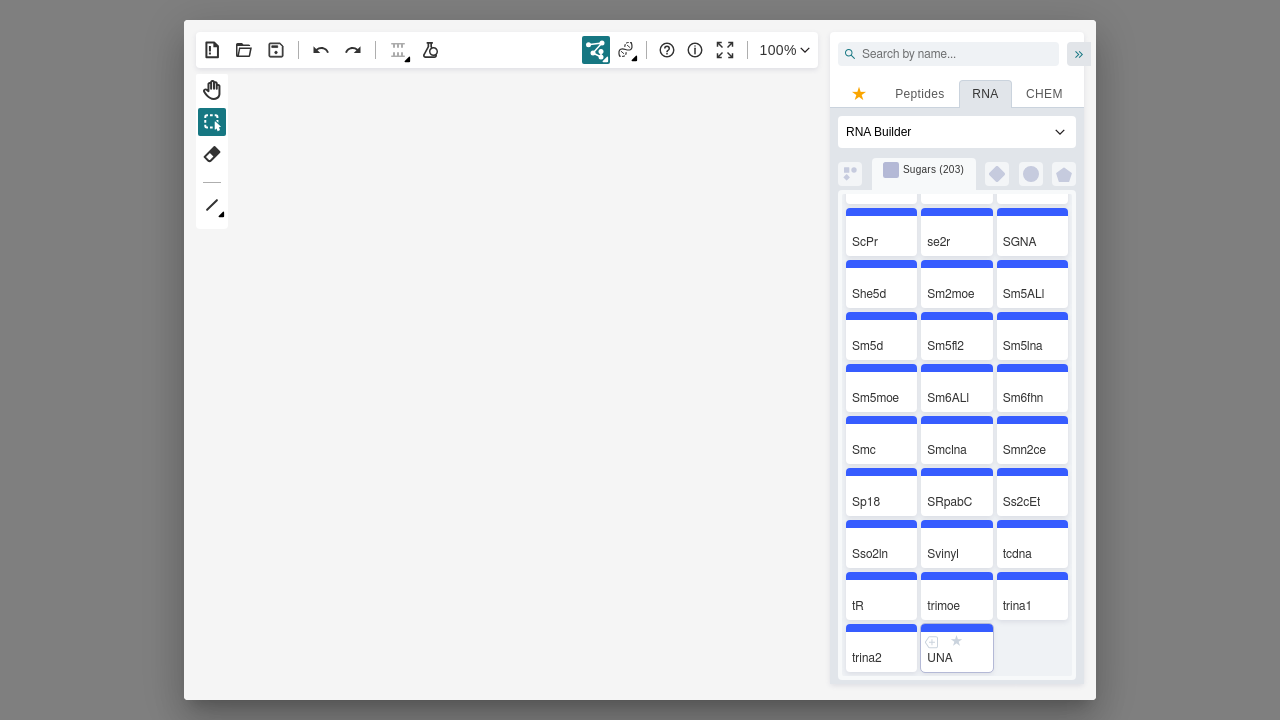 100%
Search by name...
Peptides RNA CHEM
RNA Builder
Sugars (203)
ScPr se2r SGNA
She5d Sm2moe Sm5ALl
Sm5d Sm5fl2 Sm5lna
Sm5moe Sm6ALl Sm6fhn
Smc Smclna Smn2ce
Sp18 SRpabC Ss2cEt
Sso2ln Svinyl tcdna
tR trimoe trina1
trina2 UNA